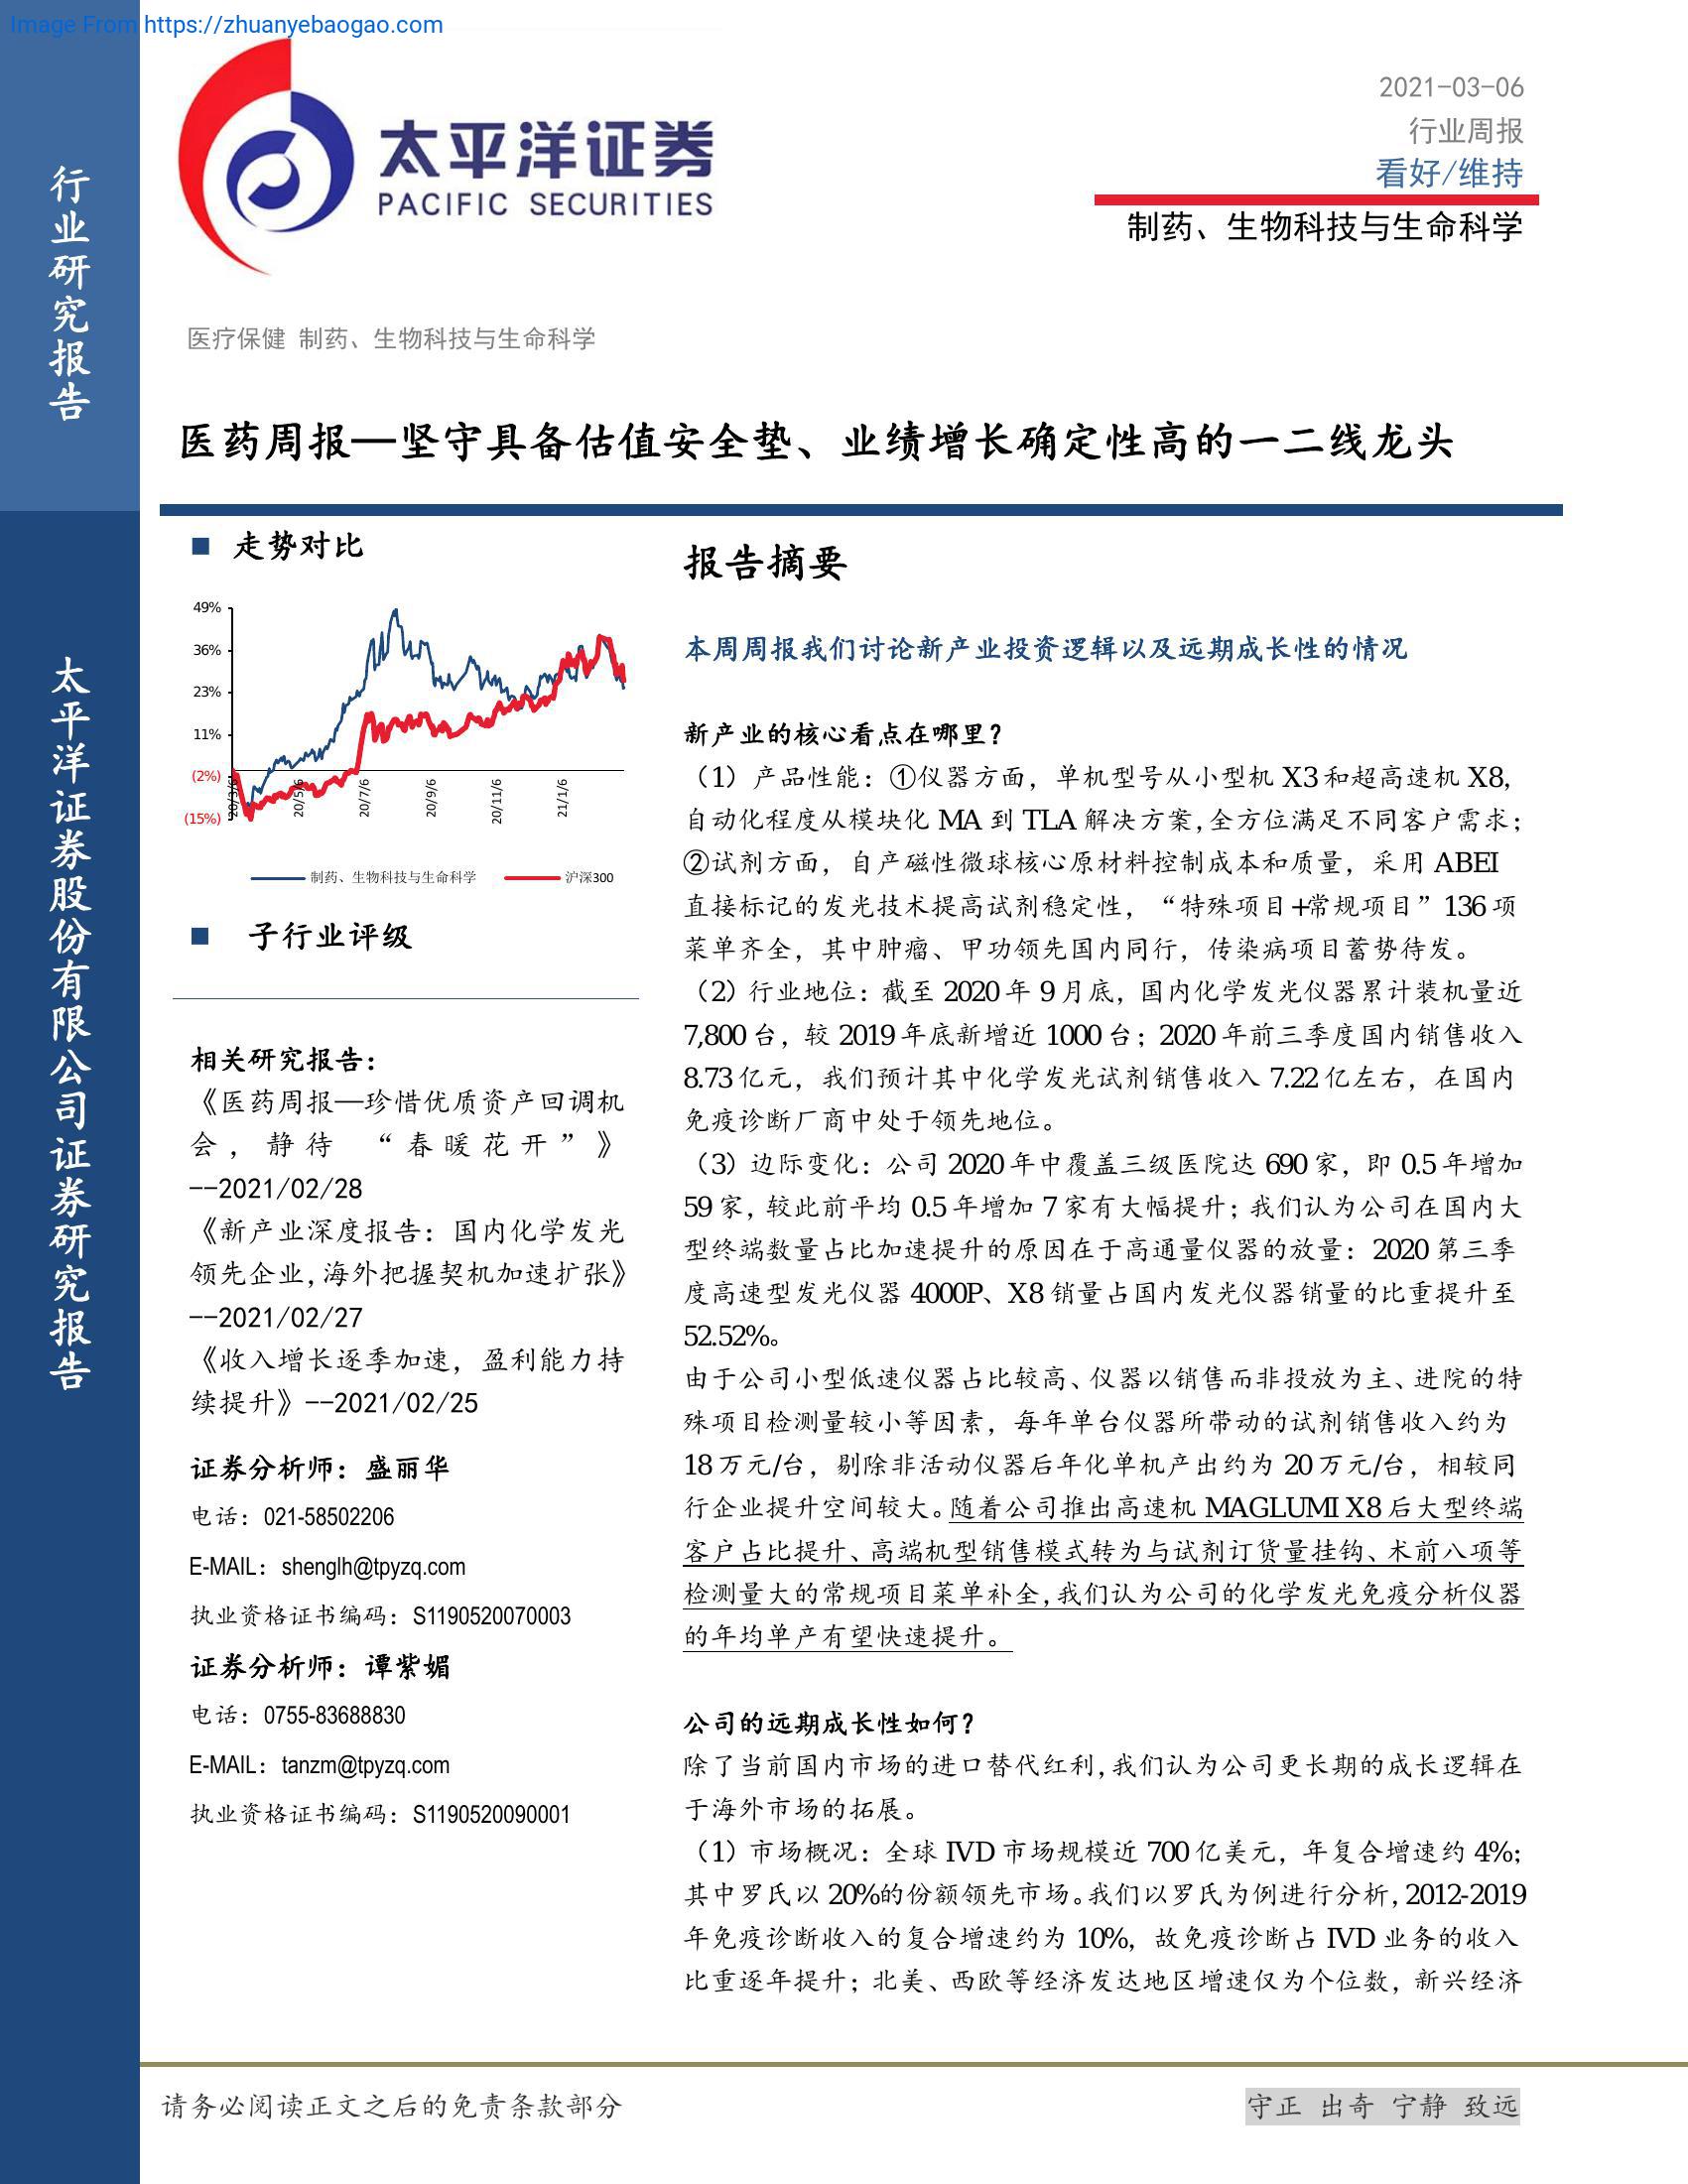 Image From https://zhuanyebaogao.com
行业研究报告
太平洋证券股份有限公司证券研究报告
太平洋证券
PACIFIC SECURITIES
2021-03-06
行业周报
看好/维持
制药、生物科技与生命科学
医疗保健 制药、生物科技与生命科学
医药周报—坚守具备估值安全垫、业绩增长确定性高的一二线龙头
■ 走势对比
49%
36%
23%
11%
(2%)
(15%)
20/3/6
20/5/6
20/7/6
20/9/6
20/11/6
21/1/6
制药、生物科技与生命科学
沪深300
■ 子行业评级
相关研究报告：
《医药周报—珍惜优质资产回调机
会，静待“春暖花开”》
--2021/02/28
《新产业深度报告：国内化学发光
领先企业,海外把握契机加速扩张》
--2021/02/27
《收入增长逐季加速，盈利能力持
续提升》--2021/02/25
证券分析师：盛丽华
电话：021-58502206
E-MAIL：shenglh@tpyzq.com
执业资格证书编码：S1190520070003
证券分析师：谭紫媚
电话：0755-83688830
E-MAIL：tanzm@tpyzq.com
执业资格证书编码：S1190520090001
报告摘要
本周周报我们讨论新产业投资逻辑以及远期成长性的情况
新产业的核心看点在哪里？
（1）产品性能：①仪器方面，单机型号从小型机 X3 和超高速机 X8,
自动化程度从模块化 MA 到 TLA 解决方案,全方位满足不同客户需求；
②试剂方面，自产磁性微球核心原材料控制成本和质量，采用 ABEI
直接标记的发光技术提高试剂稳定性，“特殊项目+常规项目”136 项
菜单齐全，其中肿瘤、甲功领先国内同行，传染病项目蓄势待发。
（2）行业地位：截至 2020 年 9 月底，国内化学发光仪器累计装机量近
7,800 台，较 2019 年底新增近 1000 台；2020 年前三季度国内销售收入
8.73 亿元，我们预计其中化学发光试剂销售收入 7.22 亿左右，在国内
免疫诊断厂商中处于领先地位。
（3）边际变化：公司 2020 年中覆盖三级医院达 690 家，即 0.5 年增加
59 家，较此前平均 0.5 年增加 7 家有大幅提升；我们认为公司在国内大
型终端数量占比加速提升的原因在于高通量仪器的放量：2020 第三季
度高速型发光仪器 4000P、X8 销量占国内发光仪器销量的比重提升至
52.52%。
由于公司小型低速仪器占比较高、仪器以销售而非投放为主、进院的特
殊项目检测量较小等因素，每年单台仪器所带动的试剂销售收入约为
18 万元/台，剔除非活动仪器后年化单机产出约为 20 万元/台，相较同
行企业提升空间较大。随着公司推出高速机 MAGLUMI X8 后大型终端
客户占比提升、高端机型销售模式转为与试剂订货量挂钩、术前八项等
检测量大的常规项目菜单补全,我们认为公司的化学发光免疫分析仪器
的年均单产有望快速提升。
公司的远期成长性如何？
除了当前国内市场的进口替代红利,我们认为公司更长期的成长逻辑在
于海外市场的拓展。
（1）市场概况：全球 IVD 市场规模近 700 亿美元，年复合增速约 4%；
其中罗氏以 20%的份额领先市场。我们以罗氏为例进行分析，2012-2019
年免疫诊断收入的复合增速约为 10%，故免疫诊断占 IVD 业务的收入
比重逐年提升；北美、西欧等经济发达地区增速仅为个位数，新兴经济
请务必阅读正文之后的免责条款部分
守正 出奇 宁静 致远